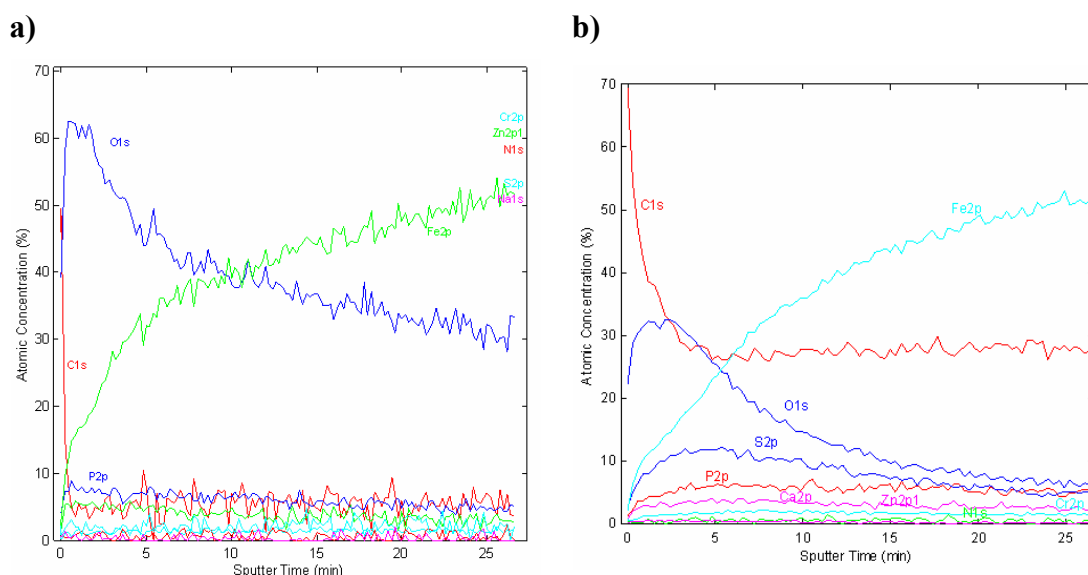 a)
70
60
50
40
30
20
10
0
Atomic Concentration (%)
O1s
C1s
P2p
Fe2p
Cr2p
Zn2p1
N1s
S2p
Na1s
0 5 10 15 20 25
Sputter Time (min)
b)
70
60
50
40
30
20
10
0
Atomic Concentration (%)
C1s
Fe2p
O1s
S2p
P2p
Ca2p
Zn2p1
N1s
Cr2p
0 5 10 15 20 25
Sputter Time (min)